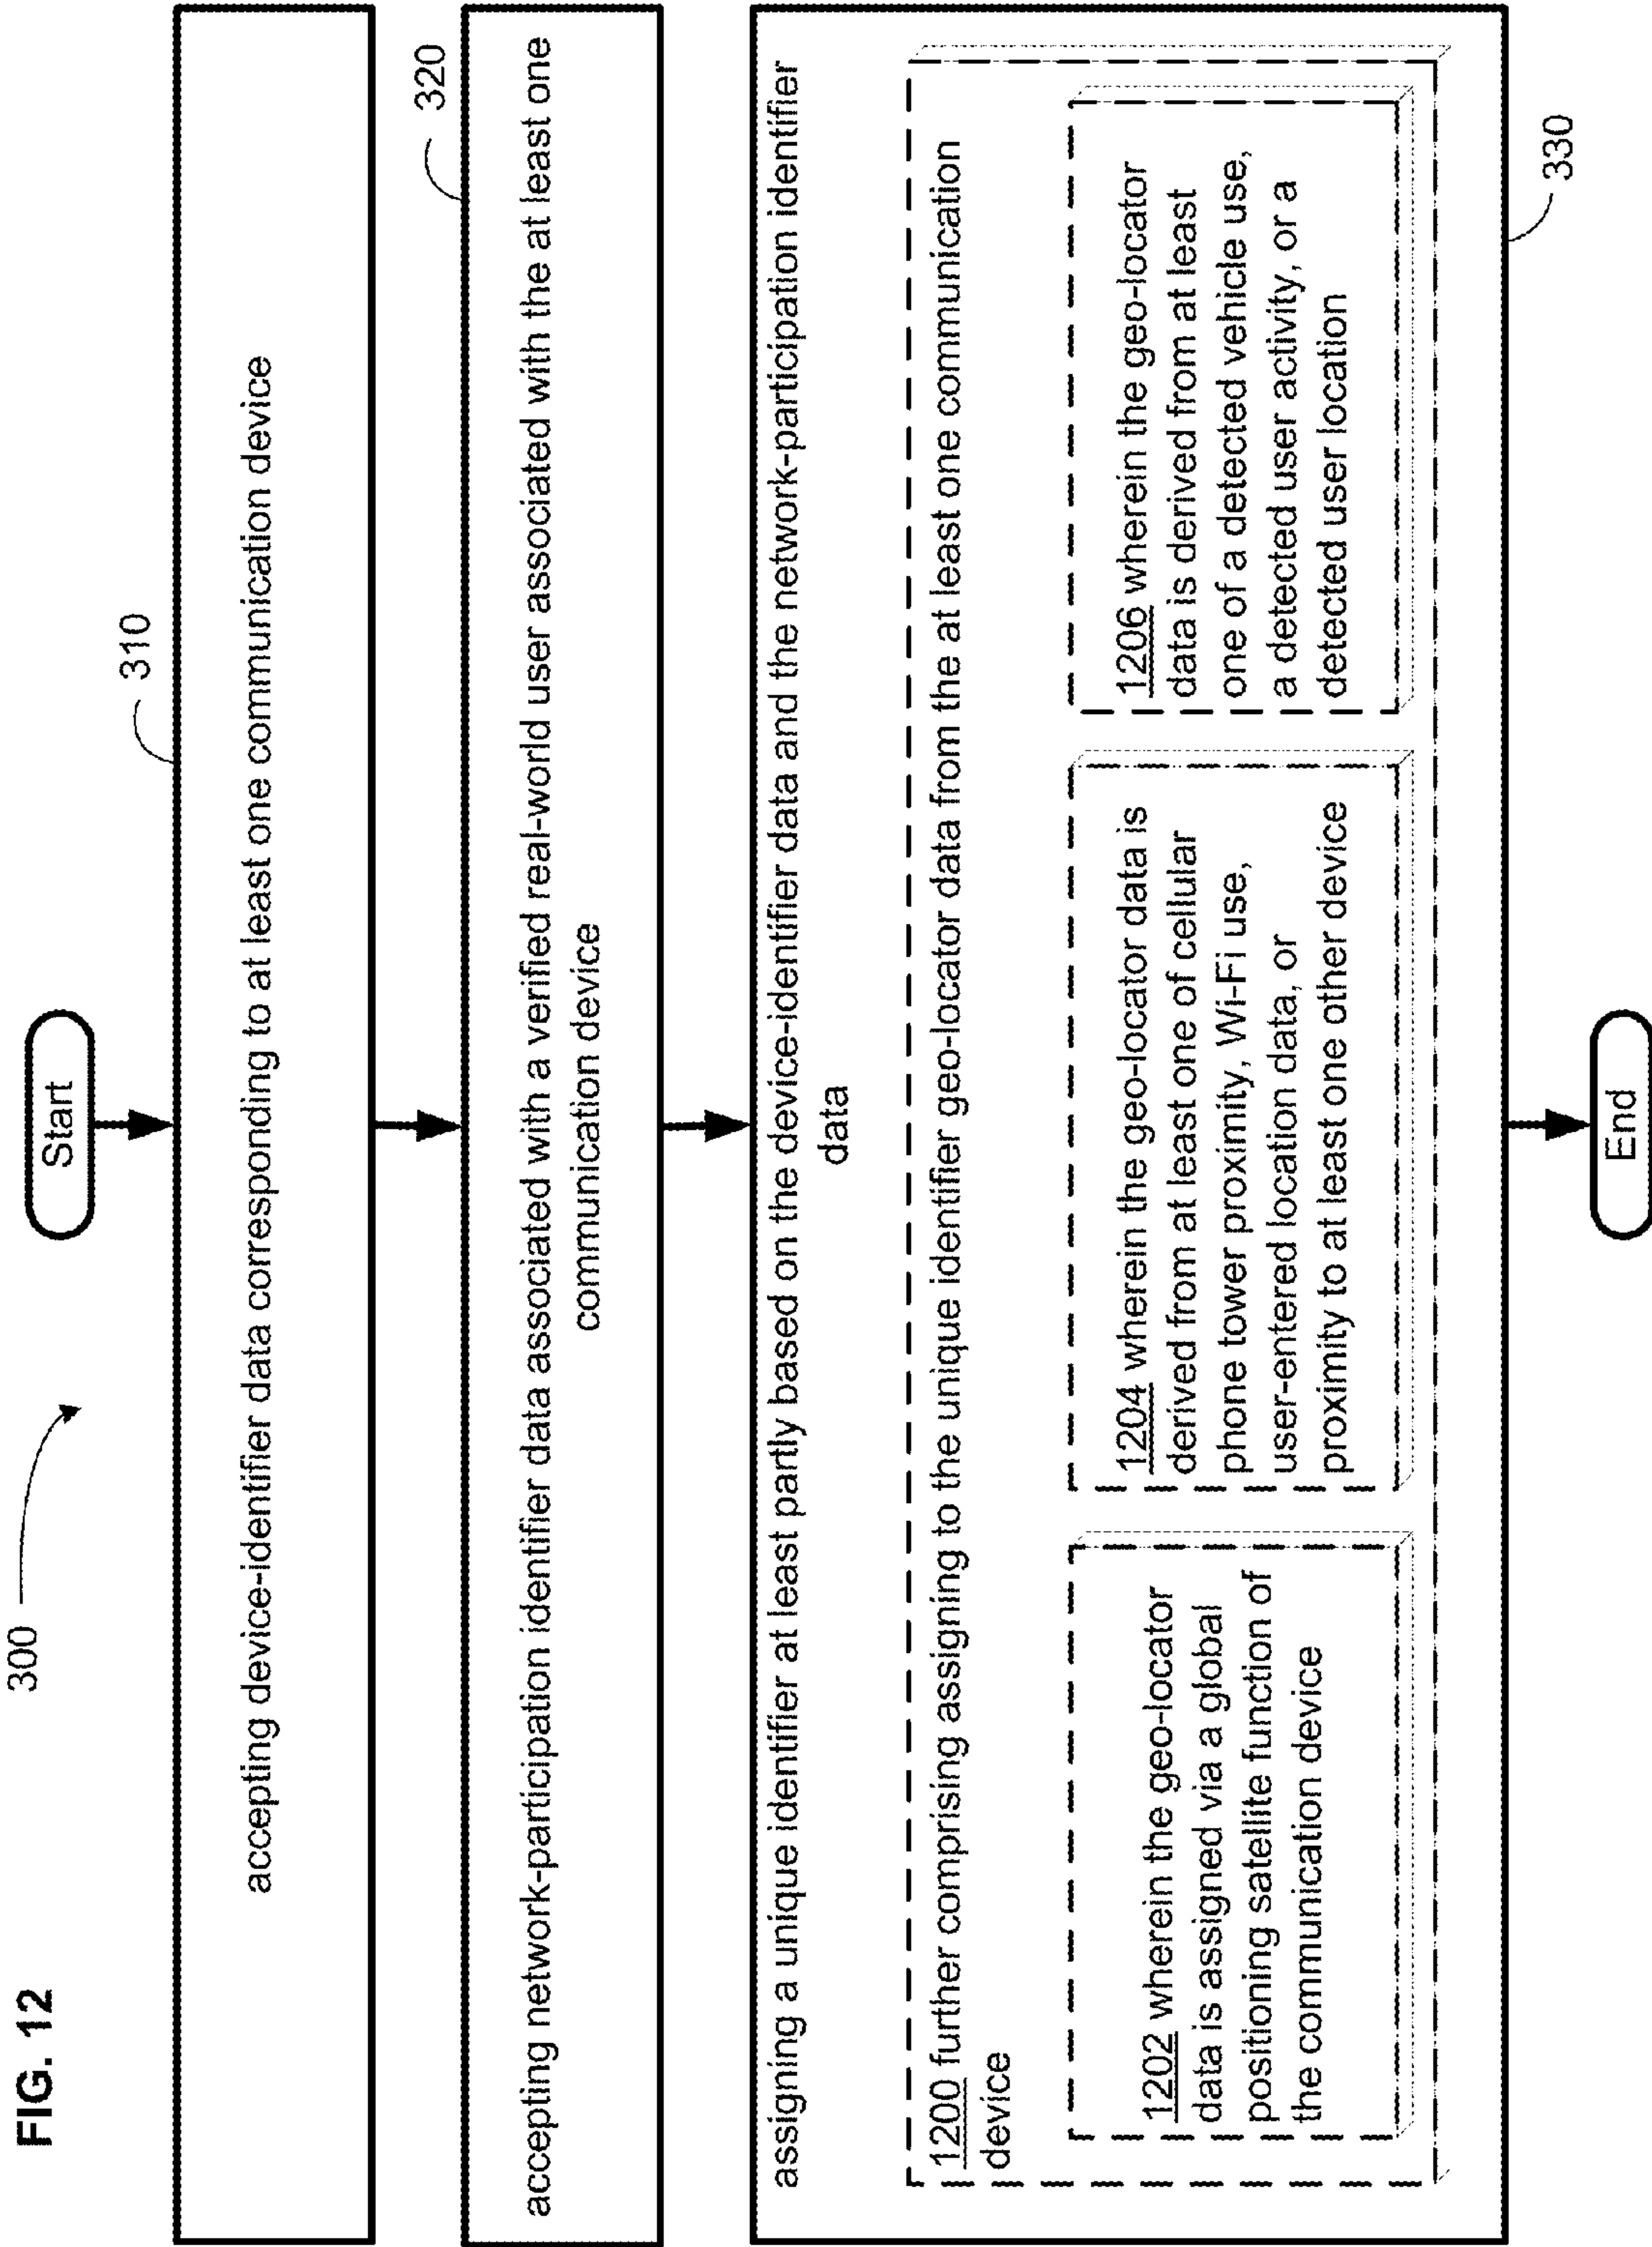 FIG. 12
300
Start
310
accepting device-identifier data corresponding to at least one communication device
320
accepting network-participation identifier data associated with a verified real-world user associated with the at least one
communication device
assigning a unique identifier at least partly based on the device-identifier data and the network-participation identifier
data
1200 further comprising assigning to the unique identifier geo-locator data from the at least one communication
device
1202 wherein the geo-locator
data is assigned via a global
positioning satellite function of
the communication device
1204 wherein the geo-locator data is
derived from at least one of cellular
phone tower proximity, Wi-Fi use,
user-entered location data, or
proximity to at least one other device
1206 wherein the geo-locator
data is derived from at least
one of a detected vehicle use,
a detected user activity, or a
detected user location
330
End